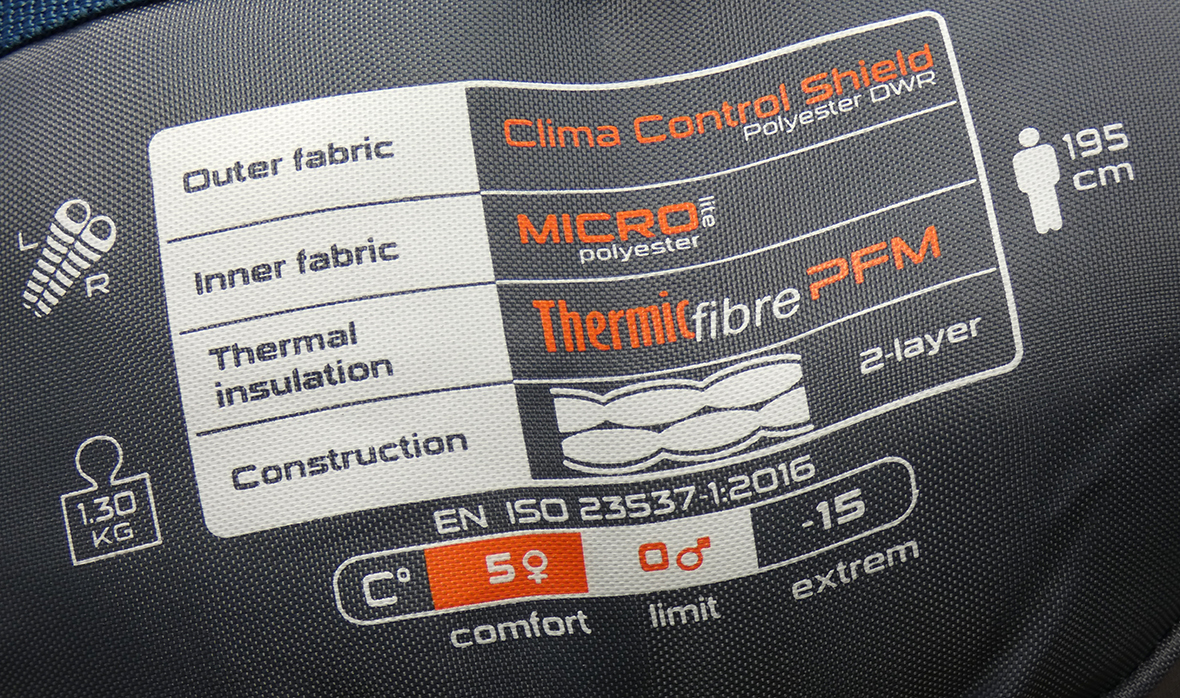 Outer fabric
Clima Control Shield
Polyester DWR
L
R
Inner fabric
MICRO lite
polyester
195
cm
Thermal
insulation
Thermicfibre PFM
Construction
2-layer
1.30
KG
EN ISO 23537-1:2016
C° 5♀ 0♂ -15
comfort limit extrem